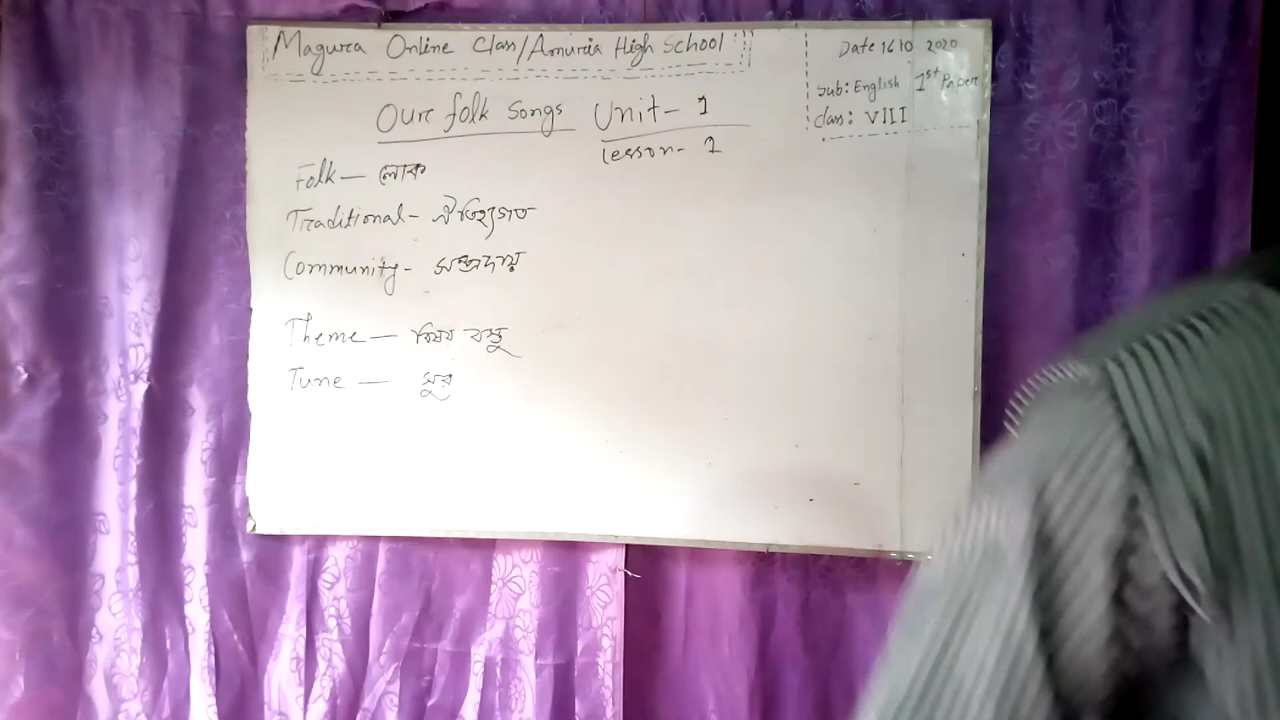 Magura Online Class/Amuria High School
Date 16 10 2020
Sub: English 1st Paper
Class: VIII
Our folk songs Unit-1
Lesson-1
Folk — লোক
Traditional - ঐতিহ্যগত
Community - সম্প্রদায়
Theme — বিষয় বস্তু
Tune — সুর